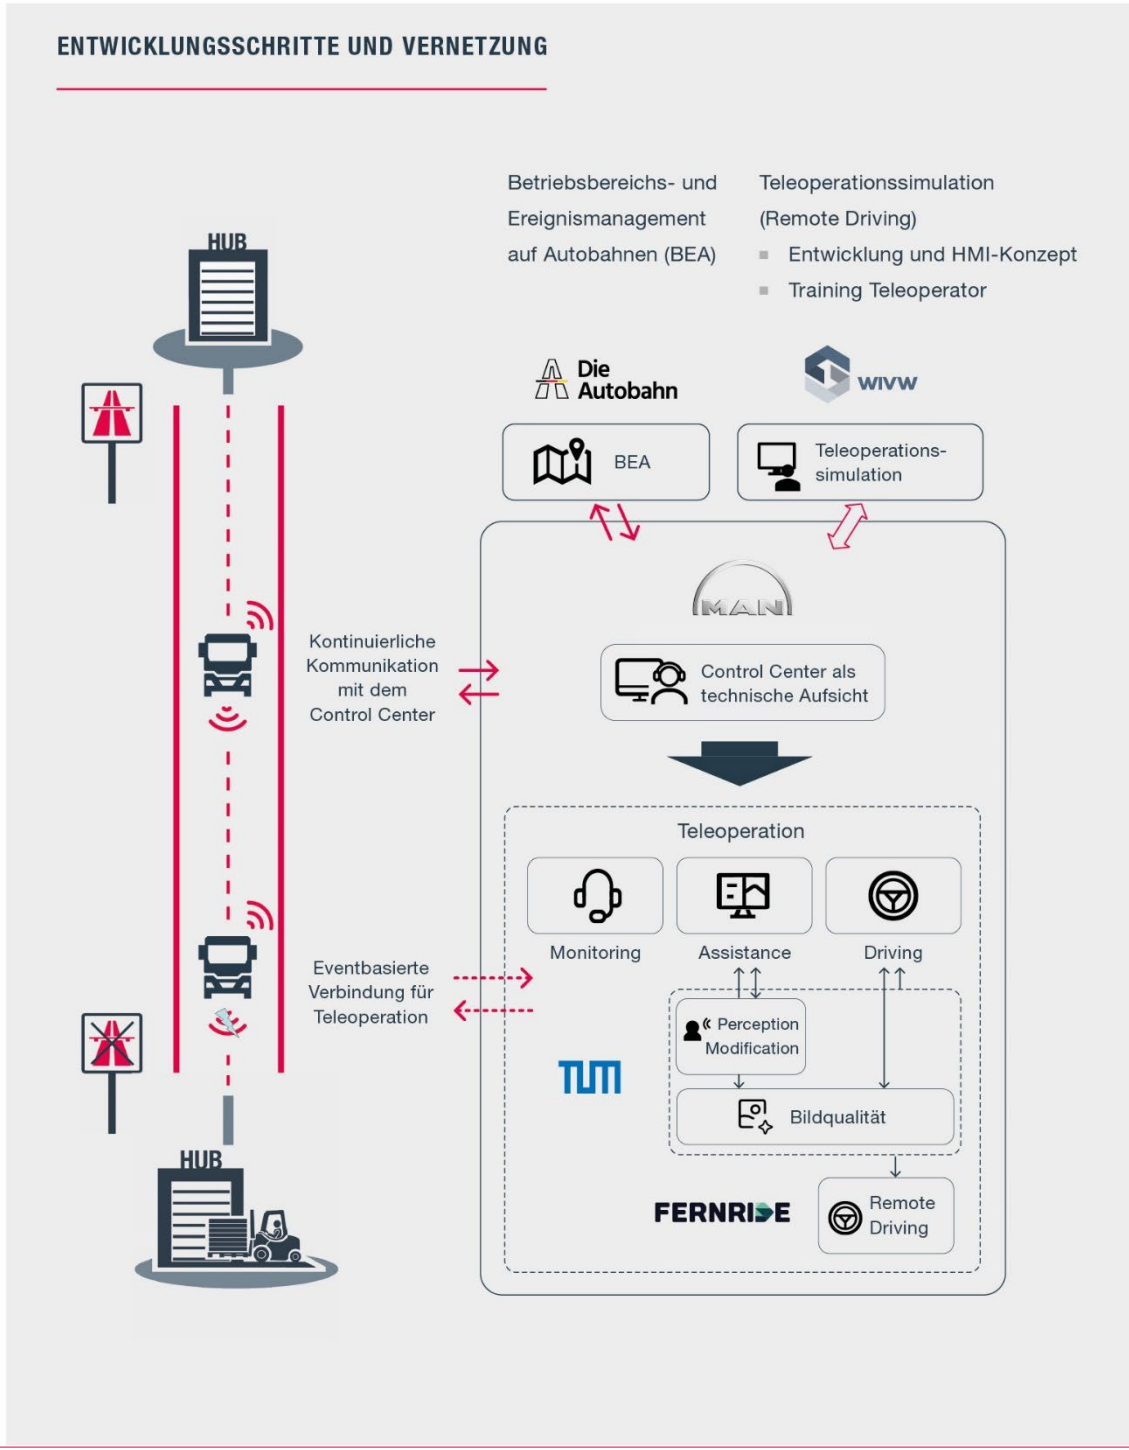 ENTWICKLUNGSSCHRITTE UND VERNETZUNG
Betriebsbereichs- und
Ereignismanagement
auf Autobahnen (BEA)
Teleoperationssimulation
(Remote Driving)
Entwicklung und HMI-Konzept
Training Teleoperator
HUB
Die
Autobahn
WIVW
BEA
Teleoperations-
simulation
MAN
Kontinuierliche
Kommunikation
mit dem
Control Center
Control Center als
technische Aufsicht
Teleoperation
Monitoring
Assistance
Driving
Eventbasierte
Verbindung für
Teleoperation
Perception
Modification
TUM
Bildqualität
HUB
FERNRIDE
Remote
Driving